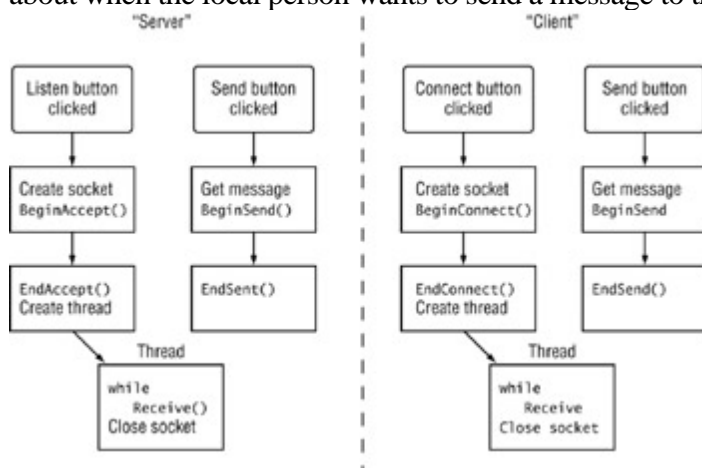 about when the local person wants to send a message to th
"Server"
Listen button
clicked
Send button
clicked
Create socket
BeginAccept()
Get message
BeginSend()
EndAccept()
Create thread
EndSent()
Thread
while
Receive()
Close socket
"Client"
Connect button
clicked
Send button
clicked
Create socket
BeginConnect()
Get message
BeginSend
EndConnect()
Create thread
EndSend()
Thread
while
Receive
Close socket